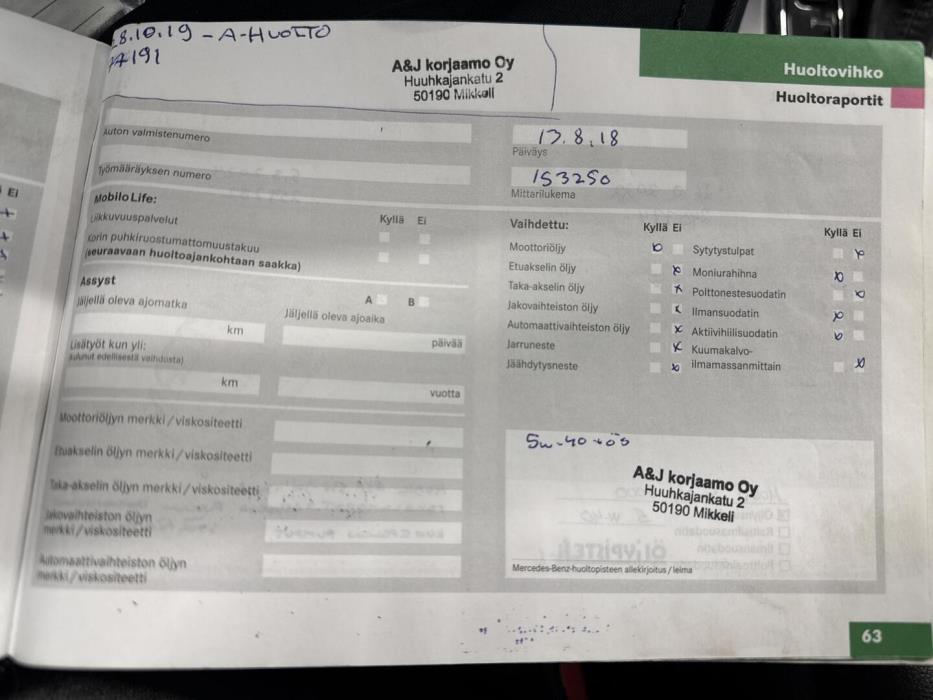 8.10.19 - A-HUOLTO
A&J korjaamo Oy
Huuhkajankatu 2
50190 Mikkeli
Huoltovihko
Huoltoraportit
Auton valmistenumero
13.8.18
Päiväys
Työmääräyksen numero
153250
Mittarilukema
Ei
MobiloLife:
Liikkuvuuspalvelut
Kyllä Ei
Korin puhkiruostumattomuustakuu
(seuraavaan huoltoajankohtaan saakka)
Assyst
Jäljellä oleva ajomatka
A B
Jäljellä oleva ajoaika
km
päivää
Lisätyöt kun yli:
(kulunut edellisestä vaihdosta)
km
vuotta
Moottoriöljyn merkki/viskositeetti
Etuakselin öljyn merkki/viskositeetti
Taka-akselin öljyn merkki/viskositeetti
Jakovaihteiston öljyn
merkki/viskositeetti
Automaattivaihteiston öljyn
merkki/viskositeetti
Vaihdettu:
Kyllä Ei
Kyllä Ei
Moottoriöljy
Sytytystulpat
Etuakselin öljy
Moniurahihna
Taka-akselin öljy
Polttonestesuodatin
Jakovaihteiston öljy
Ilmansuodatin
Automaattivaihteiston öljy
Aktiivihiilisuodatin
Jarruneste
Kuumakalvo-
ilmamassanmittain
Jäähdytysneste
5w-40
A&J korjaamo Oy
Huuhkajankatu 2
50190 Mikkeli
Mercedes-Benz-huoltopisteen allekirjoitus/leima
63